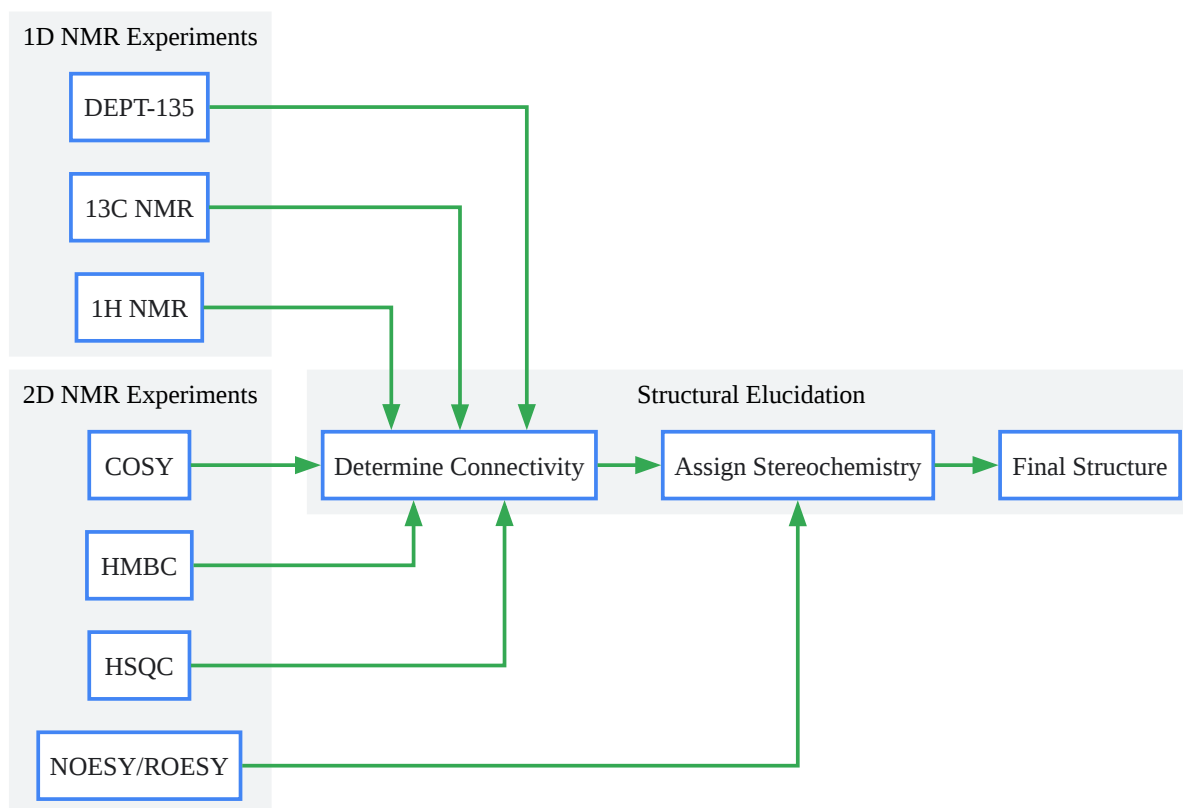 1D NMR Experiments
DEPT-135
13C NMR
1H NMR
2D NMR Experiments
COSY
HMBC
HSQC
NOESY/ROESY
Structural Elucidation
Determine Connectivity
Assign Stereochemistry
Final Structure